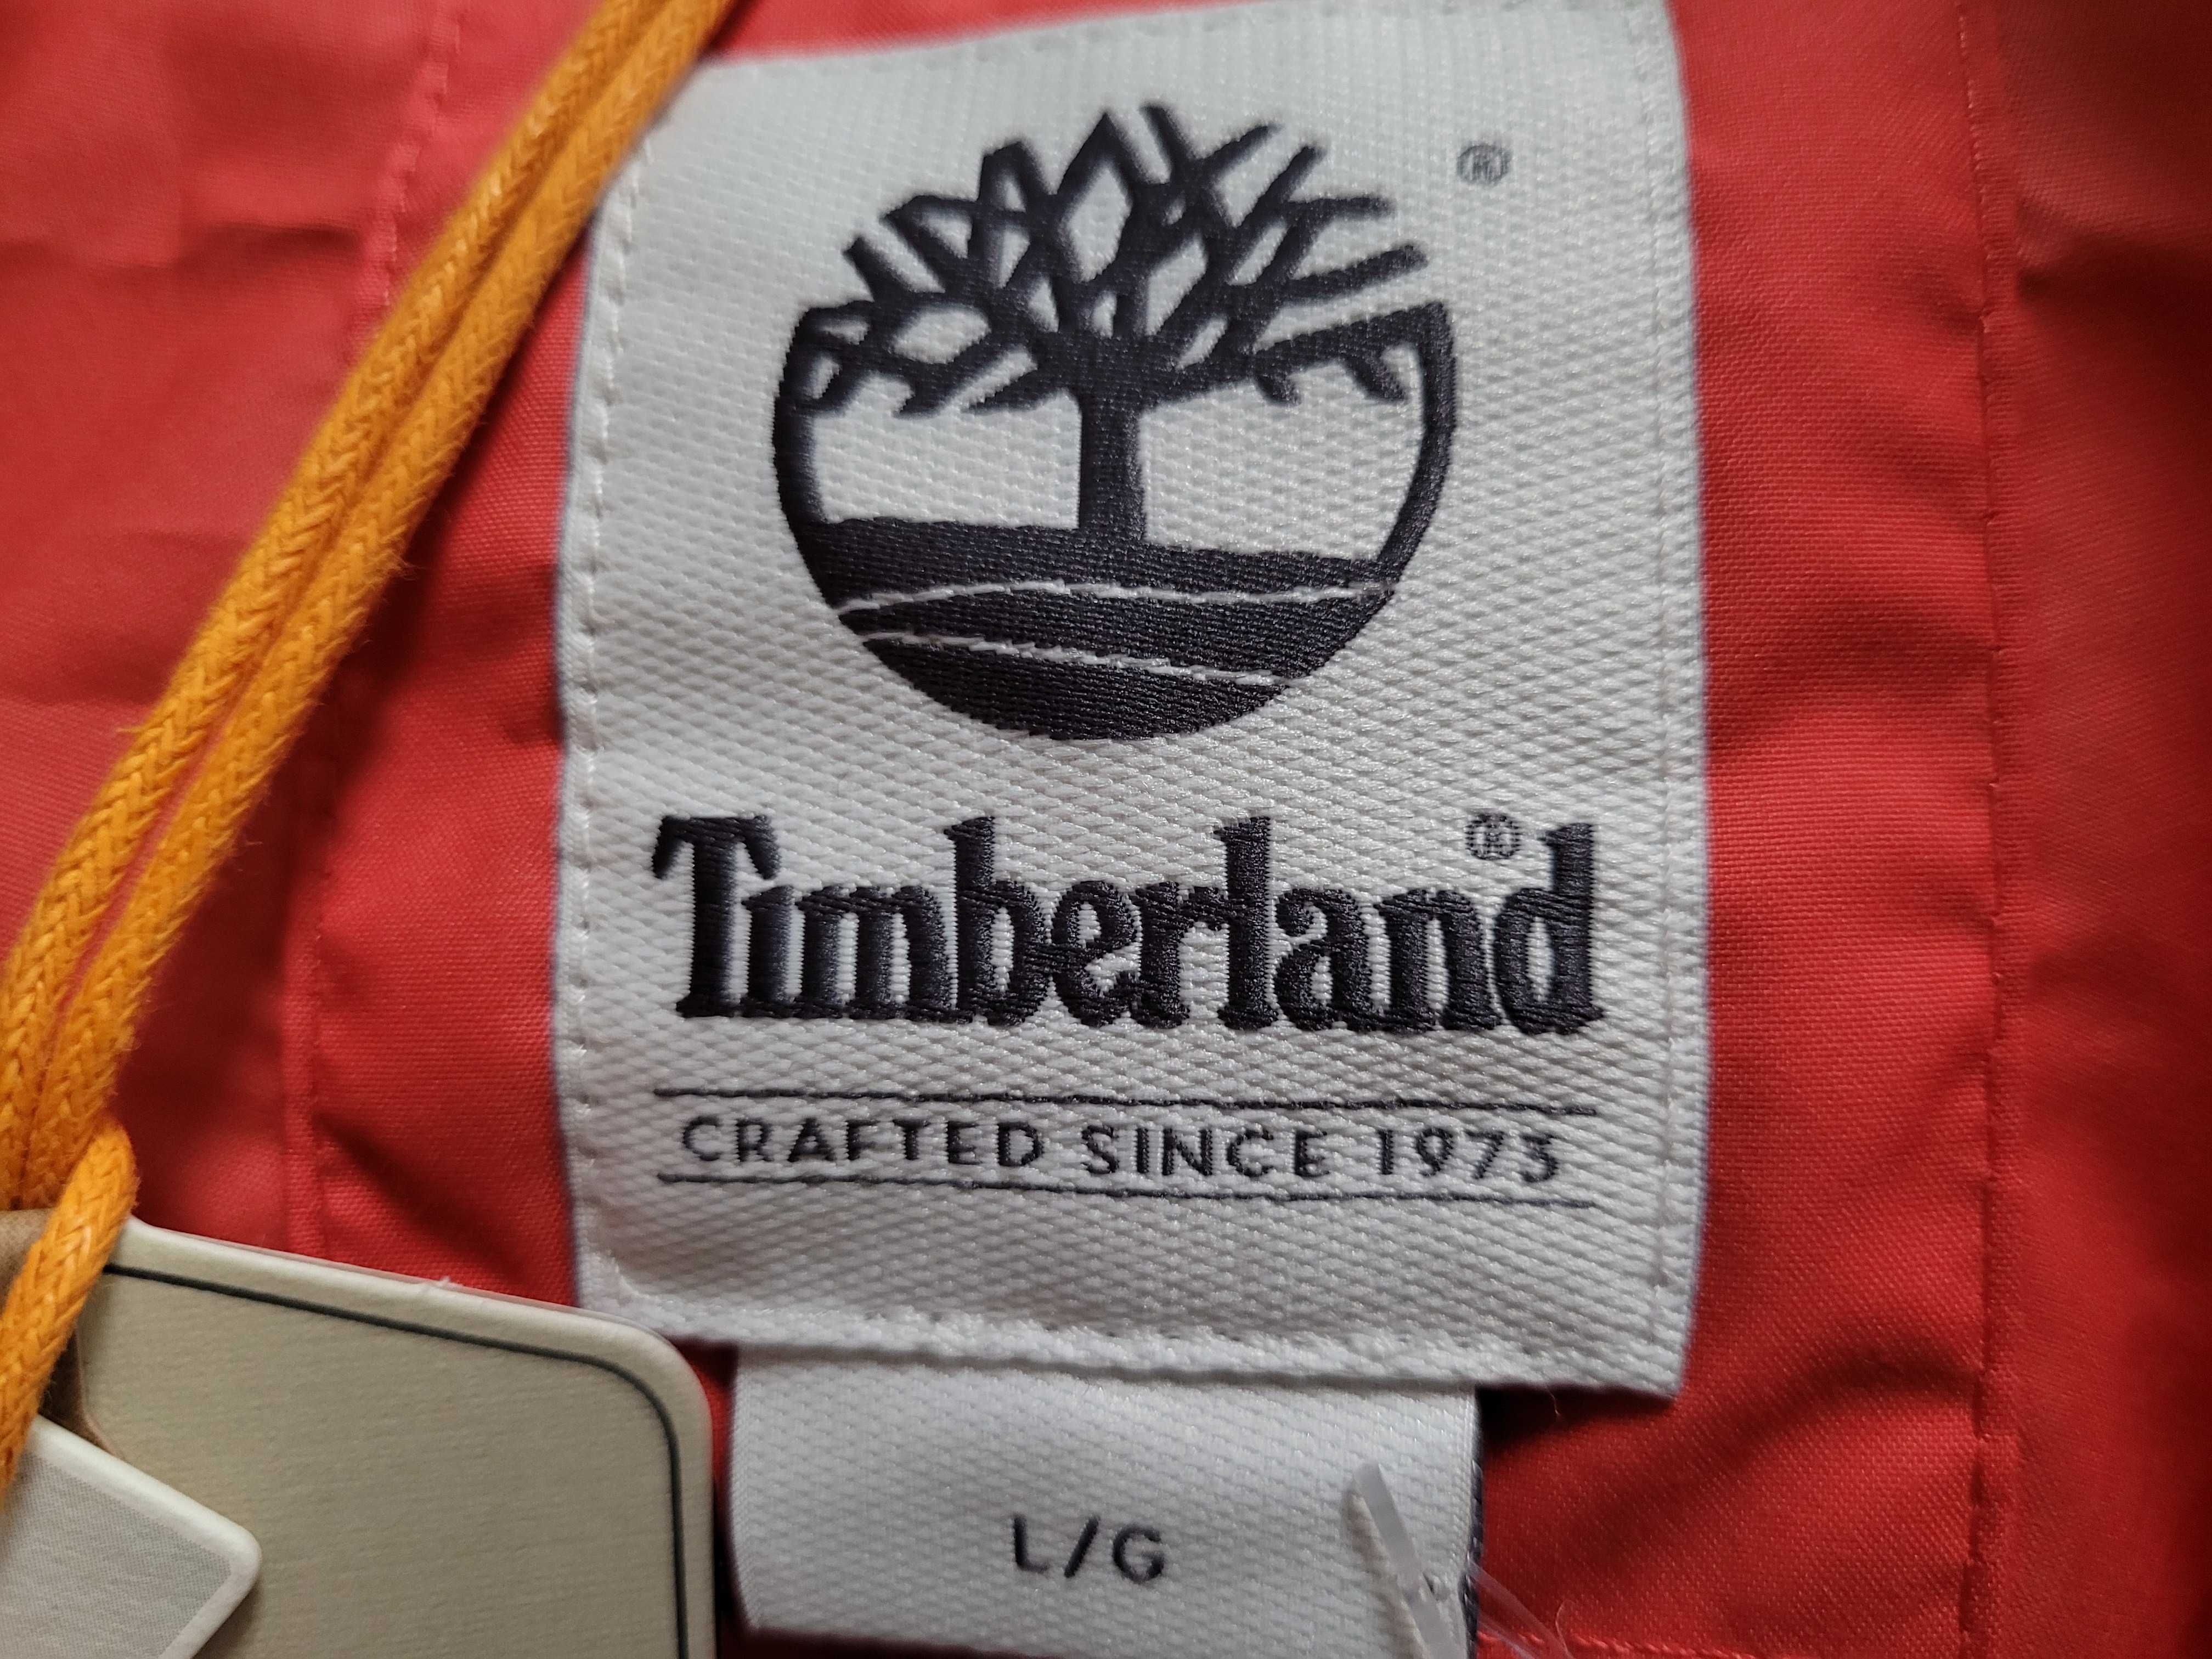 ®
Timberland®
CRAFTED SINCE 1973
L/G